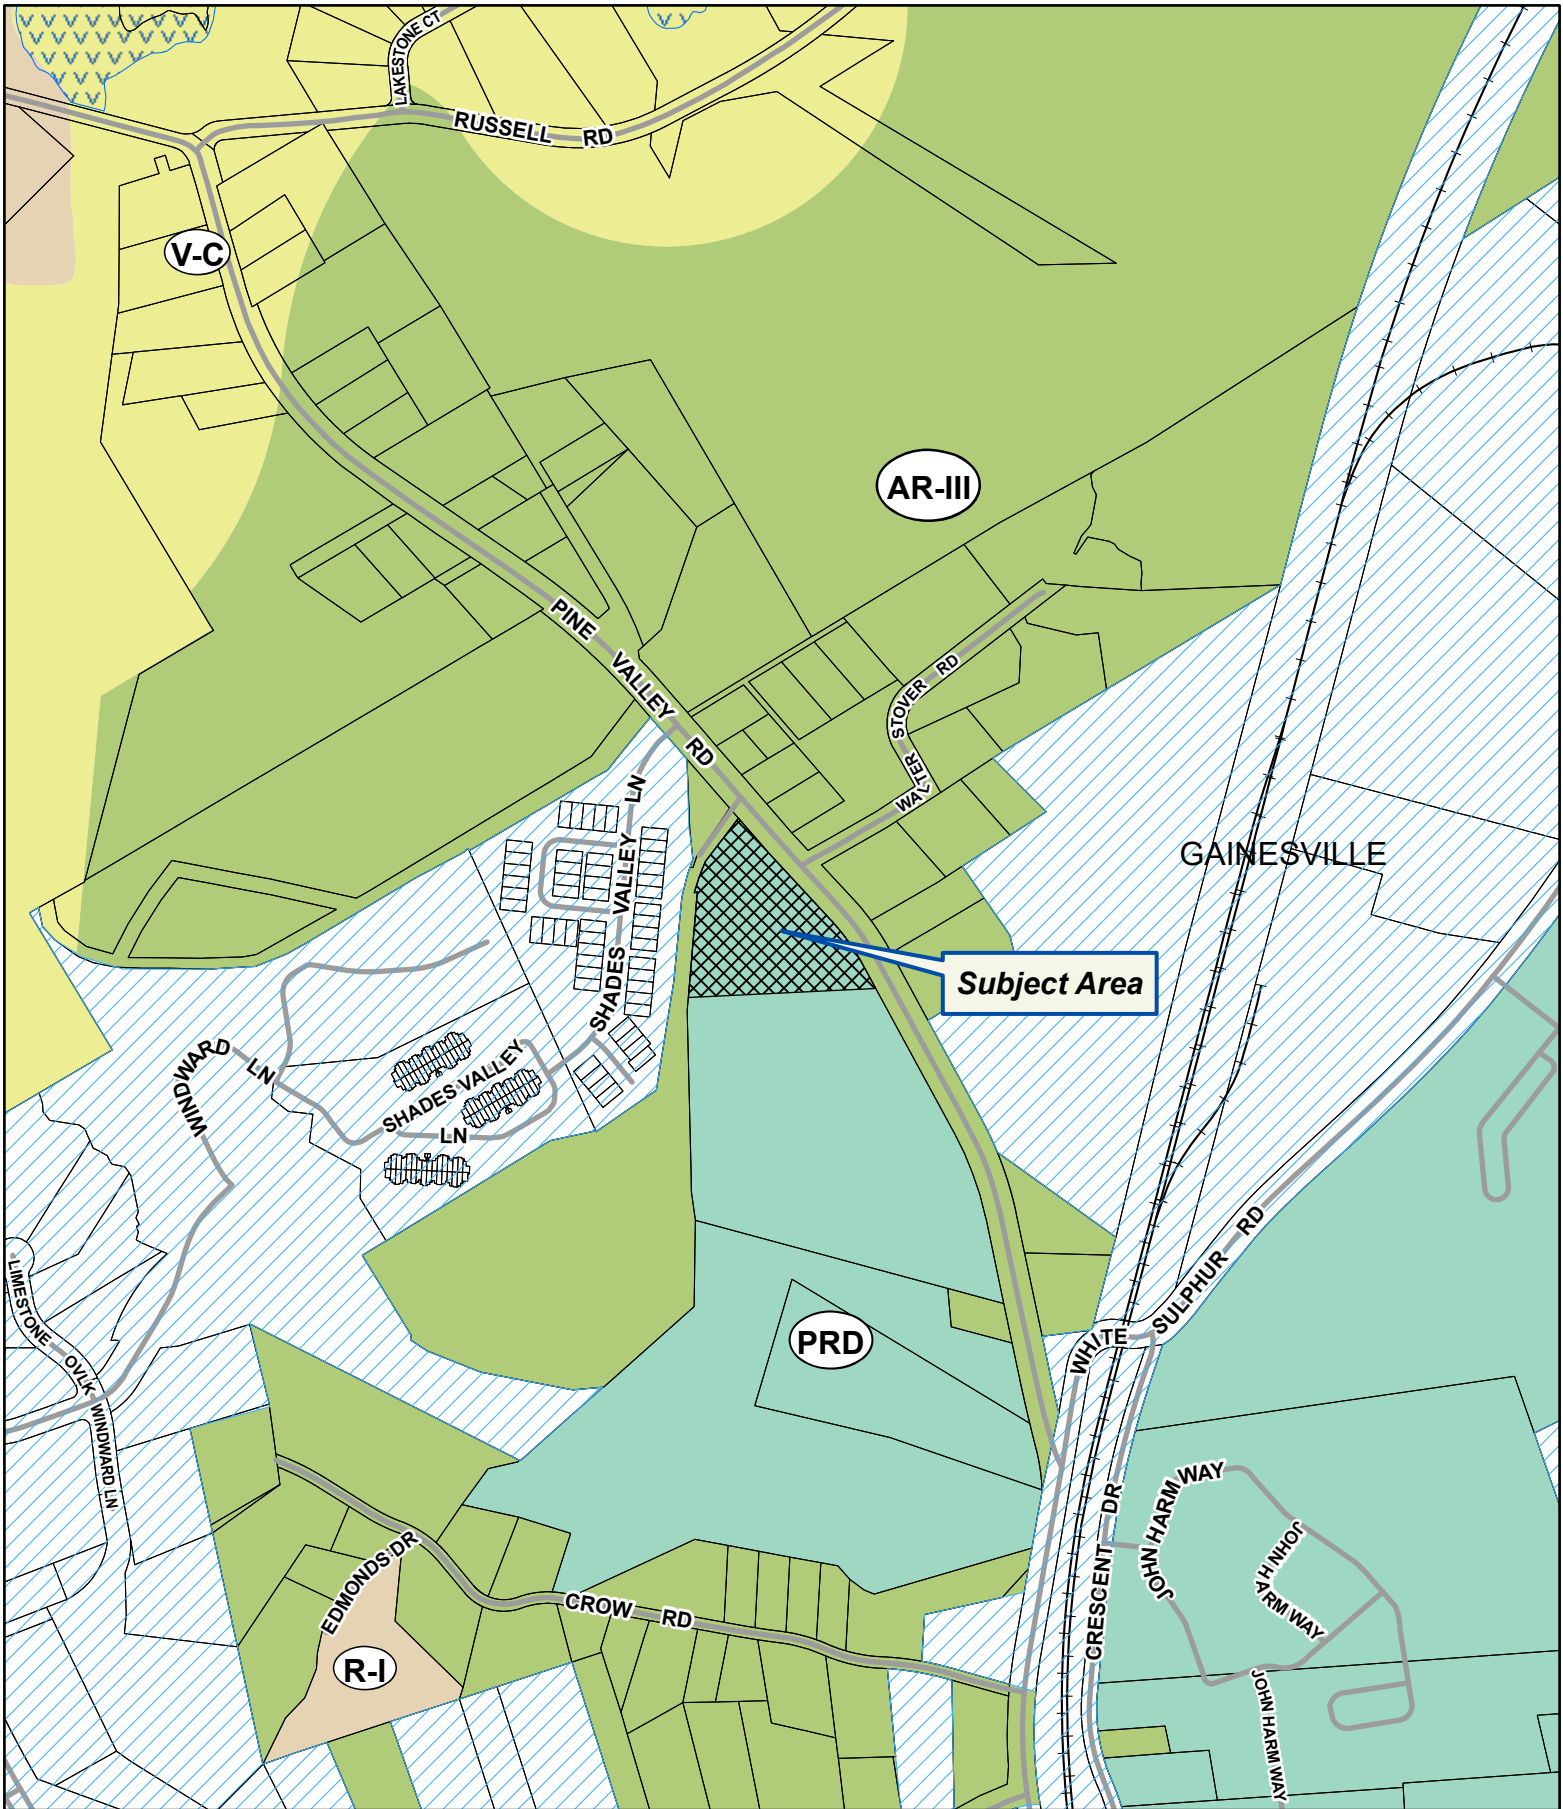 LAKESTONE CT
RUSSELL RD
V-C
AR-III
PINE VALLEY RD
WALTER STOVER RD
SHADES VALLEY LN
GAINESVILLE
Subject Area
WINDWARD LN
SHADES VALLEY LN
LIMESTONE OVLK
WINDWARD LN
WHITE SULPHUR RD
PRD
JOHN HARM WAY
JOHN HARM WAY
CRESCENT DR
EDMONDS DR
CROW RD
R-I
JOHN HARM WAY